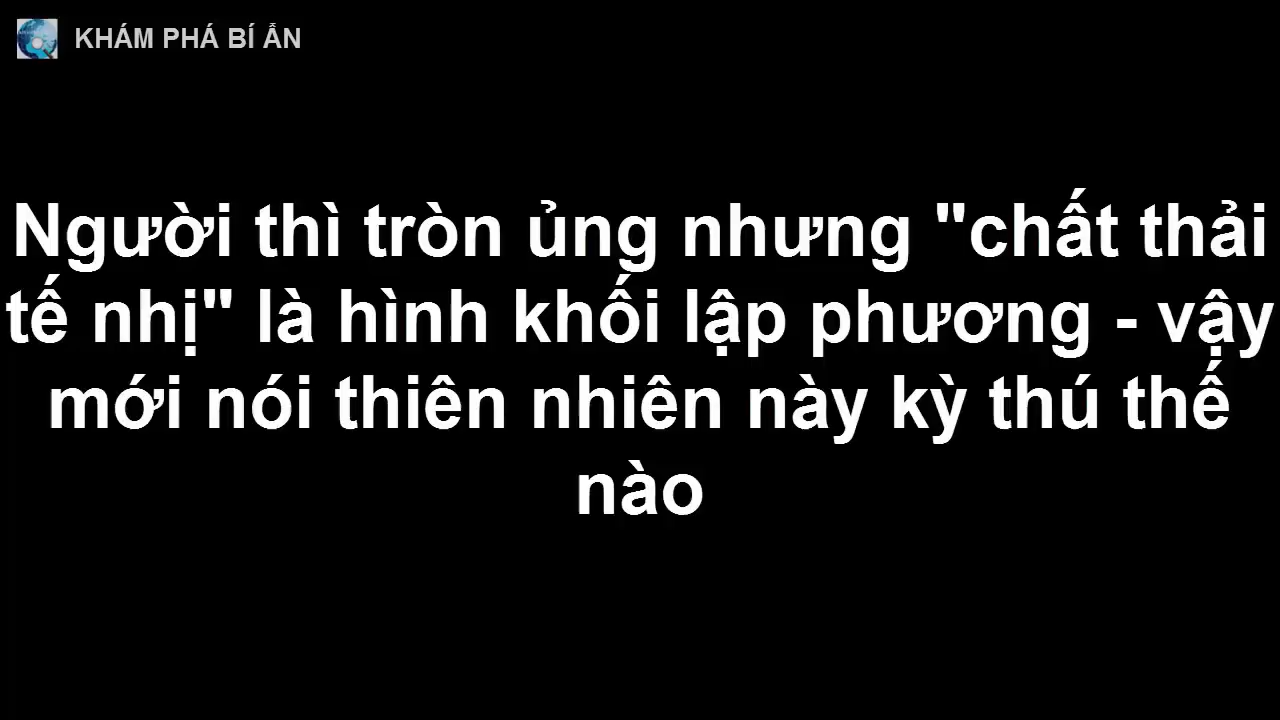 KHÁM PHÁ BÍ ẨN
Người thì tròn ủng nhưng "chất thải
tế nhị" là hình khối lập phương - vậy
mới nói thiên nhiên này kỳ thú thế
nào